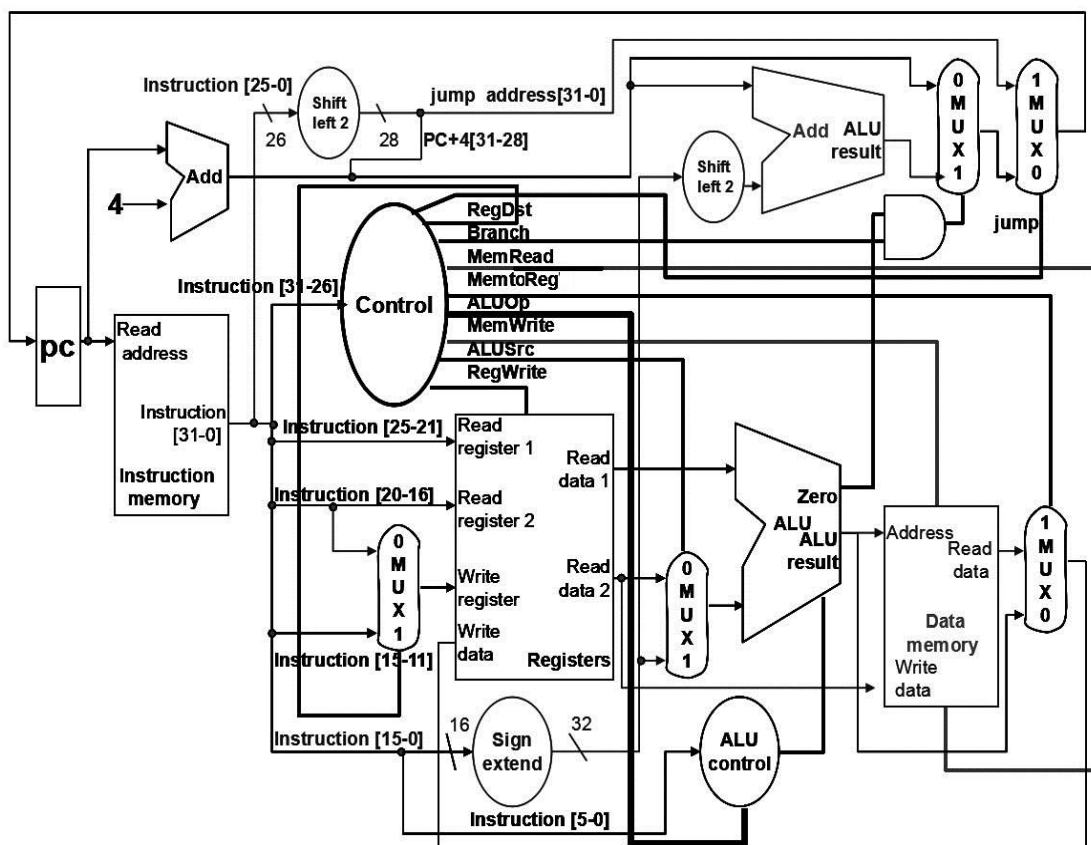 Instruction [25-0]
Shift
left 2
26
28
jump address[31-0]
PC+4[31-28]
Add
4
Add
ALU
result
Shift
left 2
0
M
U
X
1
1
M
U
X
0
jump
RegDst
Branch
MemRead
MemtoReg
ALUOp
MemWrite
ALUSrc
RegWrite
Instruction [31-26]
Control
pc
Read
address
Instruction
[31-0]
Instruction
memory
Instruction [25-21]
Instruction [20-16]
Instruction [15-11]
0
M
U
X
1
Read
register 1
Read
register 2
Write
register
Write
data
Read
data 1
Read
data 2
Registers
0
M
U
X
1
Zero
ALU
ALU
result
Address
Read
data
Data
memory
Write
data
1
M
U
X
0
Instruction [15-0]
16
Sign
extend
32
ALU
control
Instruction [5-0]